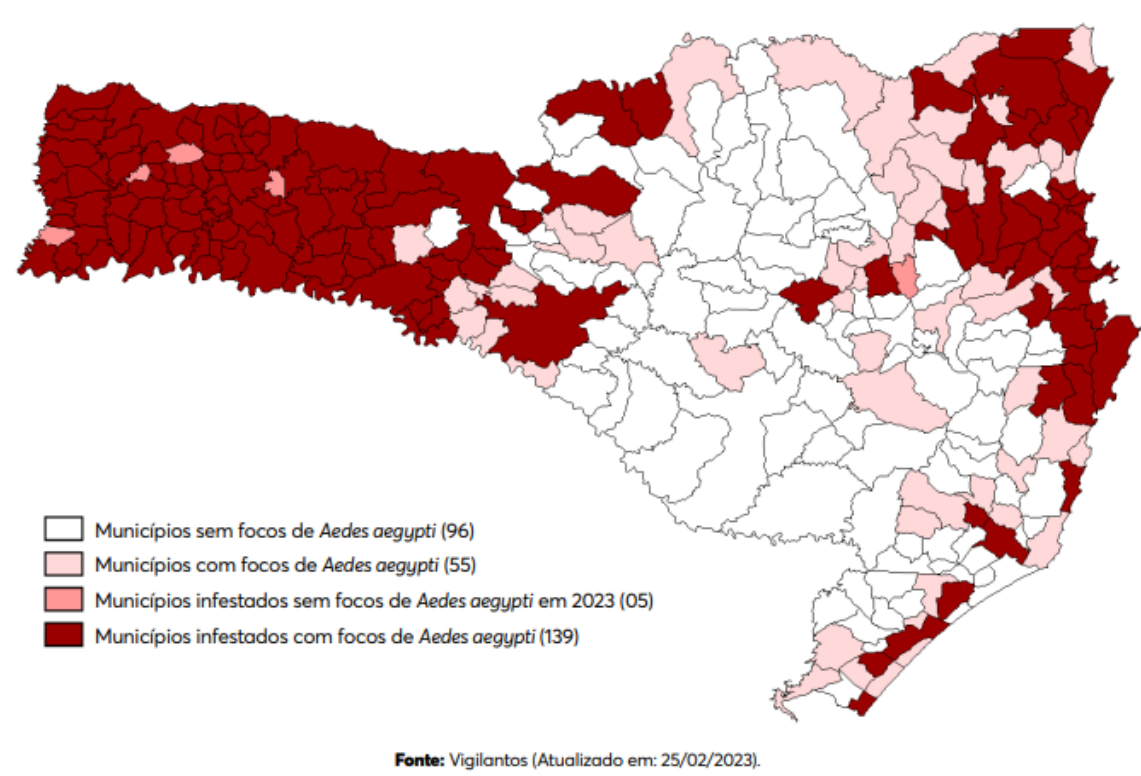 Municípios sem focos de Aedes aegypti (96)
Municípios com focos de Aedes aegypti (55)
Municípios infestados sem focos de Aedes aegypti em 2023 (05)
Municípios infestados com focos de Aedes aegypti (139)
Fonte: Vigilantos (Atualizado em: 25/02/2023).